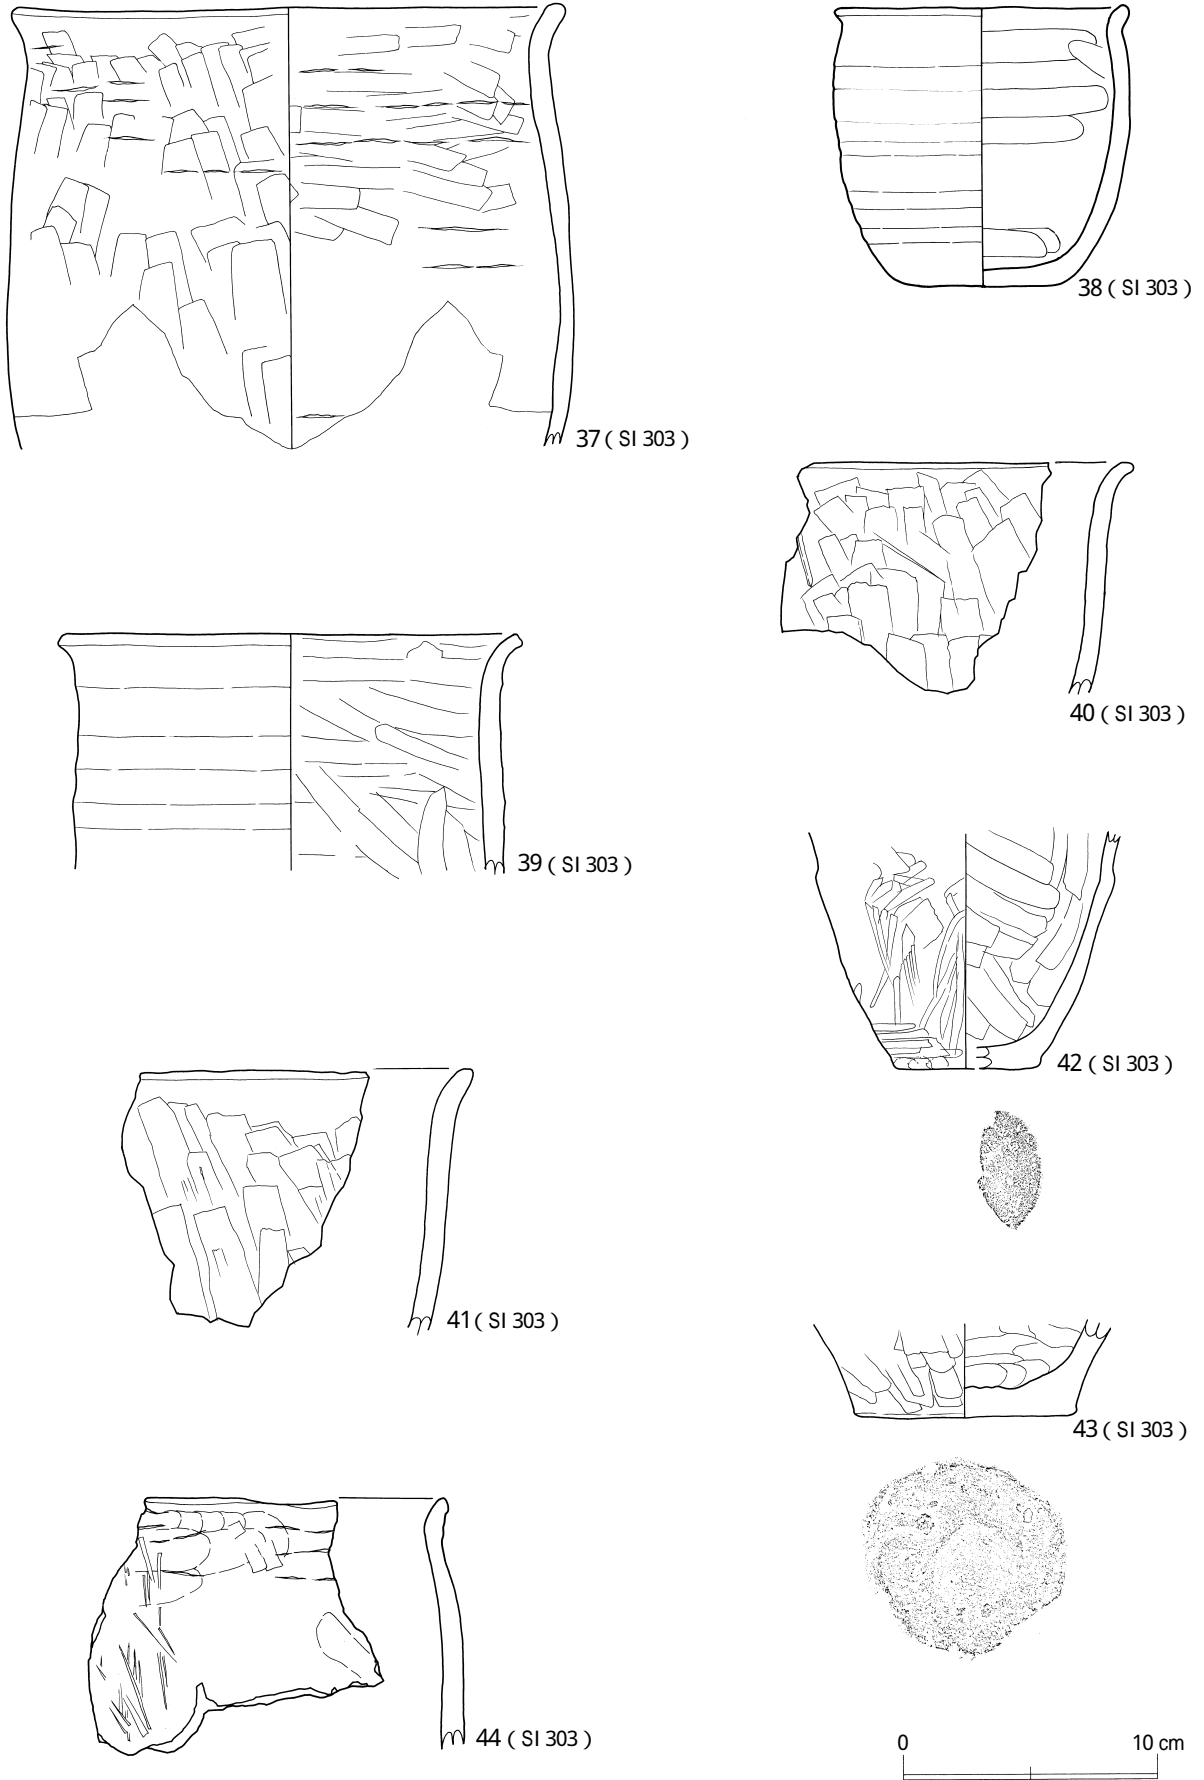 37 ( SI 303 )
38 ( SI 303 )
39 ( SI 303 )
40 ( SI 303 )
41 ( SI 303 )
42 ( SI 303 )
43 ( SI 303 )
44 ( SI 303 )
0 10 cm